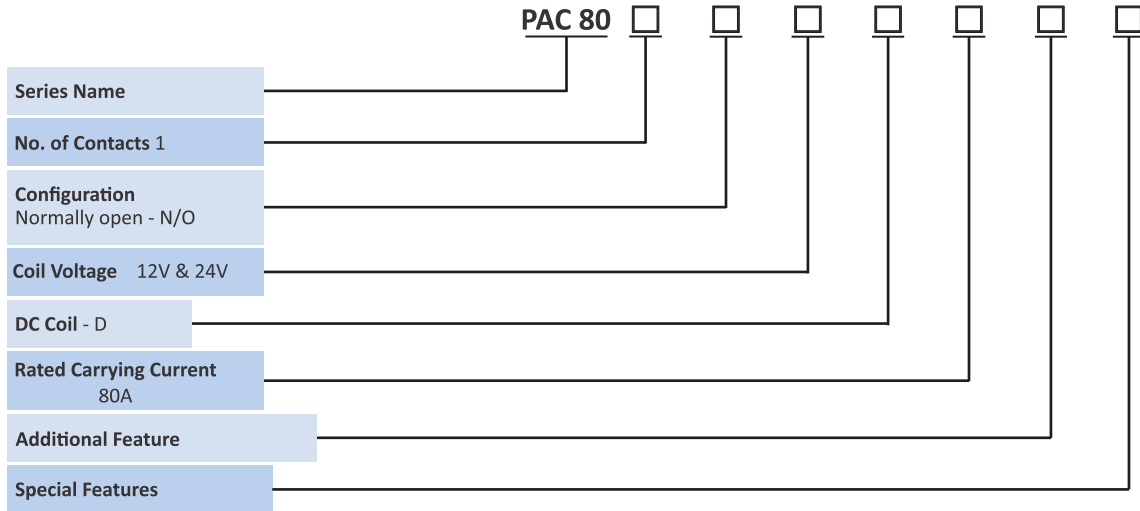 PAC 80 □ □ □ □ □ □ □
Series Name
No. of Contacts 1
Configuration
Normally open - N/O
Coil Voltage 12V & 24V
DC Coil - D
Rated Carrying Current
80A
Additional Feature
Special Features